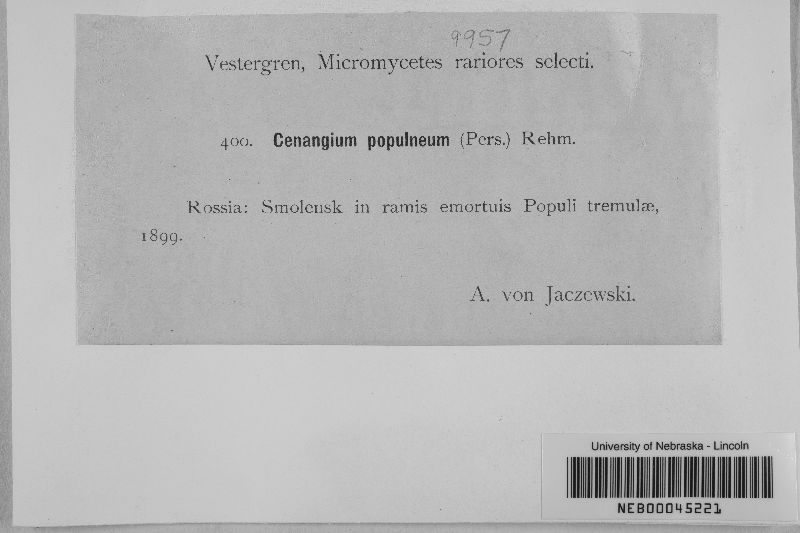 9957
Vestergren, Micromycetes rariores selecti.
400. Cenangium populneum (Pers.) Rehm.
Rossia: Smolensk in ramis emortuis Populi tremulæ,
1899.
A. von Jaczewski.
University of Nebraska - Lincoln
NEB00045221